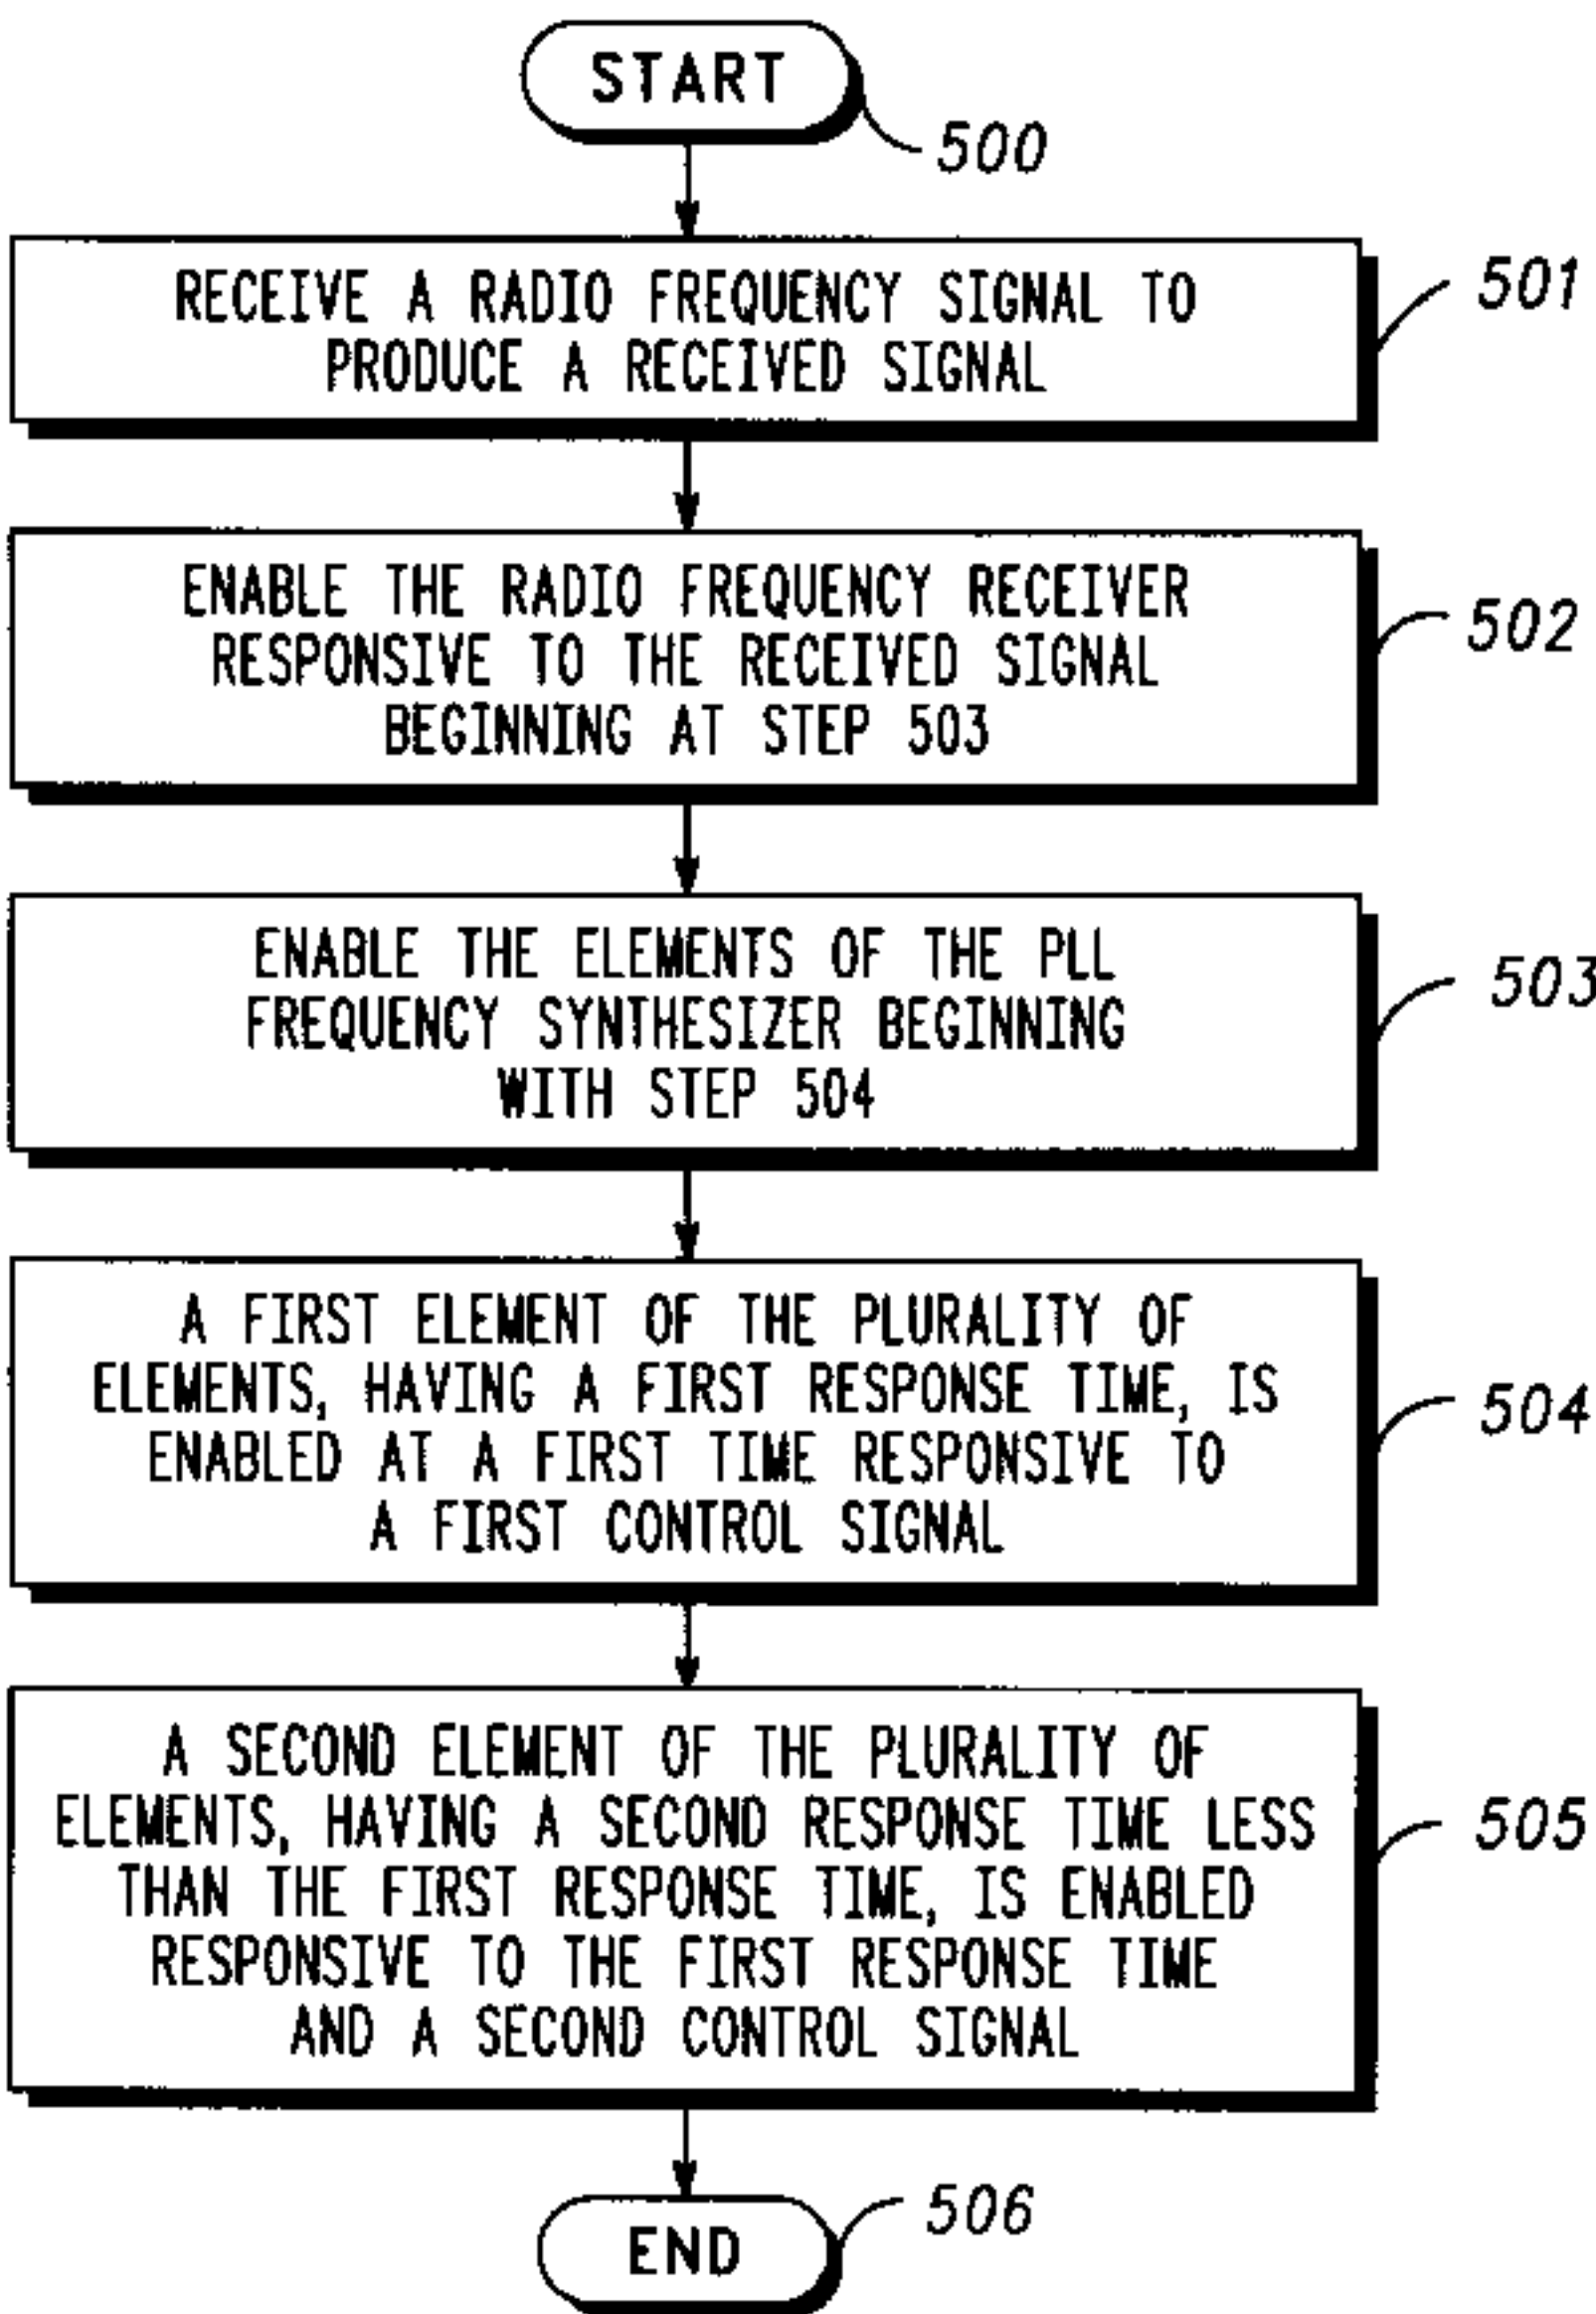 START
500
RECEIVE A RADIO FREQUENCY SIGNAL TO
PRODUCE A RECEIVED SIGNAL
501
ENABLE THE RADIO FREQUENCY RECEIVER
RESPONSIVE TO THE RECEIVED SIGNAL
BEGINNING AT STEP 503
502
ENABLE THE ELEMENTS OF THE PLL
FREQUENCY SYNTHESIZER BEGINNING
WITH STEP 504
503
A FIRST ELEMENT OF THE PLURALITY OF
ELEMENTS, HAVING A FIRST RESPONSE TIME, IS
ENABLED AT A FIRST TIME RESPONSIVE TO
A FIRST CONTROL SIGNAL
504
A SECOND ELEMENT OF THE PLURALITY OF
ELEMENTS, HAVING A SECOND RESPONSE TIME LESS
THAN THE FIRST RESPONSE TIME, IS ENABLED
RESPONSIVE TO THE FIRST RESPONSE TIME
AND A SECOND CONTROL SIGNAL
505
END
506